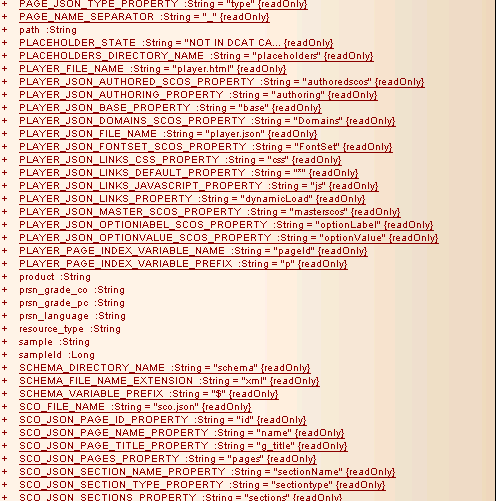 + PAGE_JSON_TYPE_PROPERTY :String = "type" {readOnly}
+ PAGE_NAME_SEPARATOR :String = "_" {readOnly}
+ path :String
+ PLACEHOLDER_STATE :String = "NOT IN DCAT CA... {readOnly}
+ PLACEHOLDERS_DIRECTORY_NAME :String = "placeholders" {readOnly}
+ PLAYER_FILE_NAME :String = "player.html" {readOnly}
+ PLAYER_JSON_AUTHORED_SCOS_PROPERTY :String = "authoredscos" {readOnly}
+ PLAYER_JSON_AUTHORING_PROPERTY :String = "authoring" {readOnly}
+ PLAYER_JSON_BASE_PROPERTY :String = "base" {readOnly}
+ PLAYER_JSON_DOMAINS_SCOS_PROPERTY :String = "Domains" {readOnly}
+ PLAYER_JSON_FILE_NAME :String = "player.json" {readOnly}
+ PLAYER_JSON_FONTSET_SCOS_PROPERTY :String = "FontSet" {readOnly}
+ PLAYER_JSON_LINKS_CSS_PROPERTY :String = "css" {readOnly}
+ PLAYER_JSON_LINKS_DEFAULT_PROPERTY :String = "*" {readOnly}
+ PLAYER_JSON_LINKS_JAVASCRIPT_PROPERTY :String = "js" {readOnly}
+ PLAYER_JSON_LINKS_PROPERTY :String = "dynamicLoad" {readOnly}
+ PLAYER_JSON_MASTER_SCOS_PROPERTY :String = "masterscos" {readOnly}
+ PLAYER_JSON_OPTIONlABEL_SCOS_PROPERTY :String = "optionLabel" {readOnly}
+ PLAYER_JSON_OPTIONVALUE_SCOS_PROPERTY :String = "optionValue" {readOnly}
+ PLAYER_PAGE_INDEX_VARIABLE_NAME :String = "pageId" {readOnly}
+ PLAYER_PAGE_INDEX_VARIABLE_PREFIX :String = "p" {readOnly}
+ product :String
+ prsn_grade_co :String
+ prsn_grade_pc :String
+ prsn_language :String
+ resource_type :String
+ sample :String
+ sampleId :Long
+ SCHEMA_DIRECTORY_NAME :String = "schema" {readOnly}
+ SCHEMA_FILE_NAME_EXTENSION :String = "xml" {readOnly}
+ SCHEMA_VARIABLE_PREFIX :String = "$" {readOnly}
+ SCO_FILE_NAME :String = "sco.json" {readOnly}
+ SCO_JSON_PAGE_ID_PROPERTY :String = "id" {readOnly}
+ SCO_JSON_PAGE_NAME_PROPERTY :String = "name" {readOnly}
+ SCO_JSON_PAGE_TITLE_PROPERTY :String = "g_title" {readOnly}
+ SCO_JSON_PAGES_PROPERTY :String = "pages" {readOnly}
+ SCO_JSON_SECTION_NAME_PROPERTY :String = "sectionName" {readOnly}
+ SCO_JSON_SECTION_TYPE_PROPERTY :String = "sectiontype" {readOnly}
+ SCO_JSON_SECTIONS_PROPERTY :String = "sections" {readOnly}